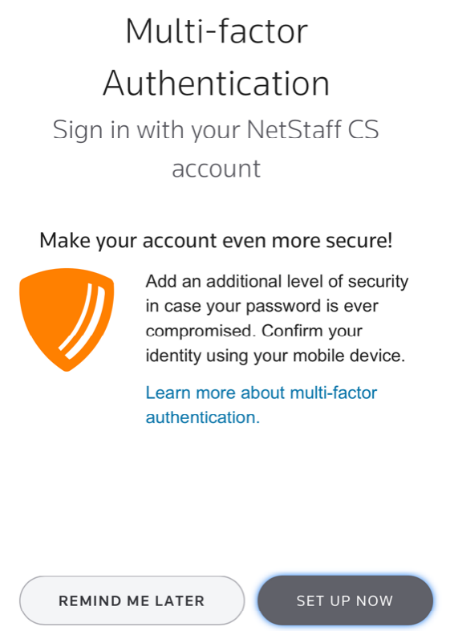 Multi-factor
Authentication
Sign in with your NetStaff CS
account
Make your account even more secure!
Add an additional level of security
in case your password is ever
compromised. Confirm your
identity using your mobile device.
Learn more about multi-factor
authentication.
REMIND ME LATER
SET UP NOW